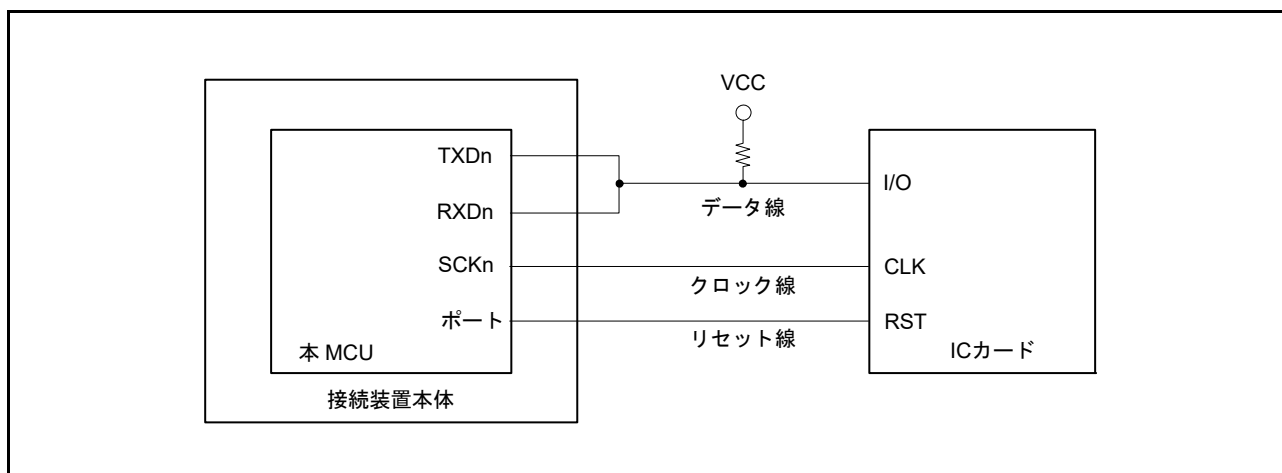 VCC
TXDn
RXDn
SCKn
ポート
本 MCU
接続装置本体
データ線
クロック線
リセット線
I/O
CLK
RST
ICカード